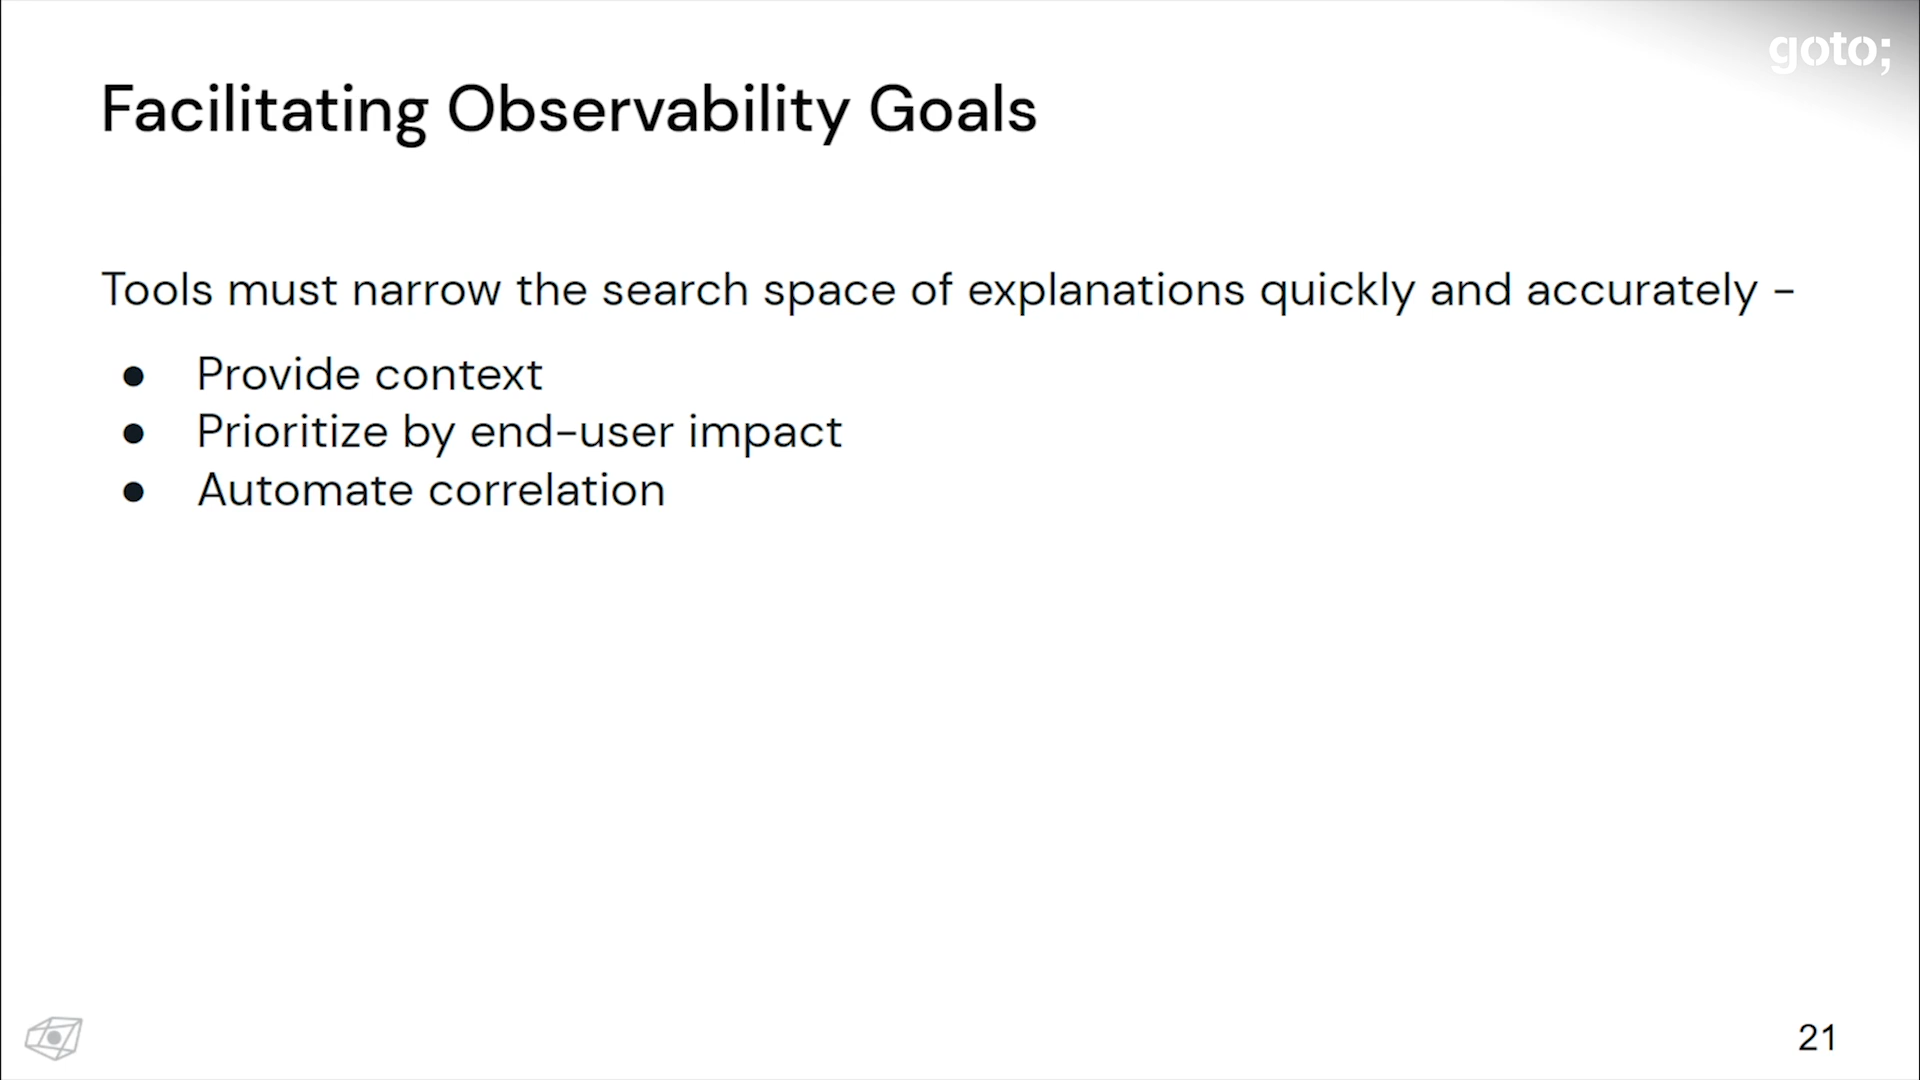 goto;
Facilitating Observability Goals
Tools must narrow the search space of explanations quickly and accurately -
● Provide context
● Prioritize by end-user impact
● Automate correlation
21